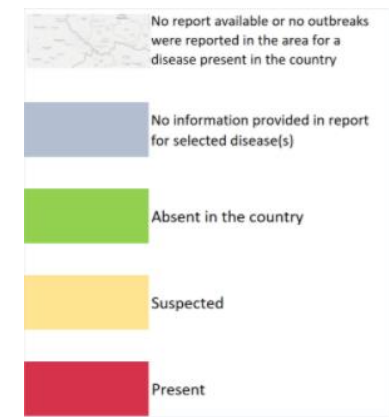 No report available or no outbreaks
were reported in the area for a
disease present in the country
No information provided in report
for selected disease(s)
Absent in the country
Suspected
Present